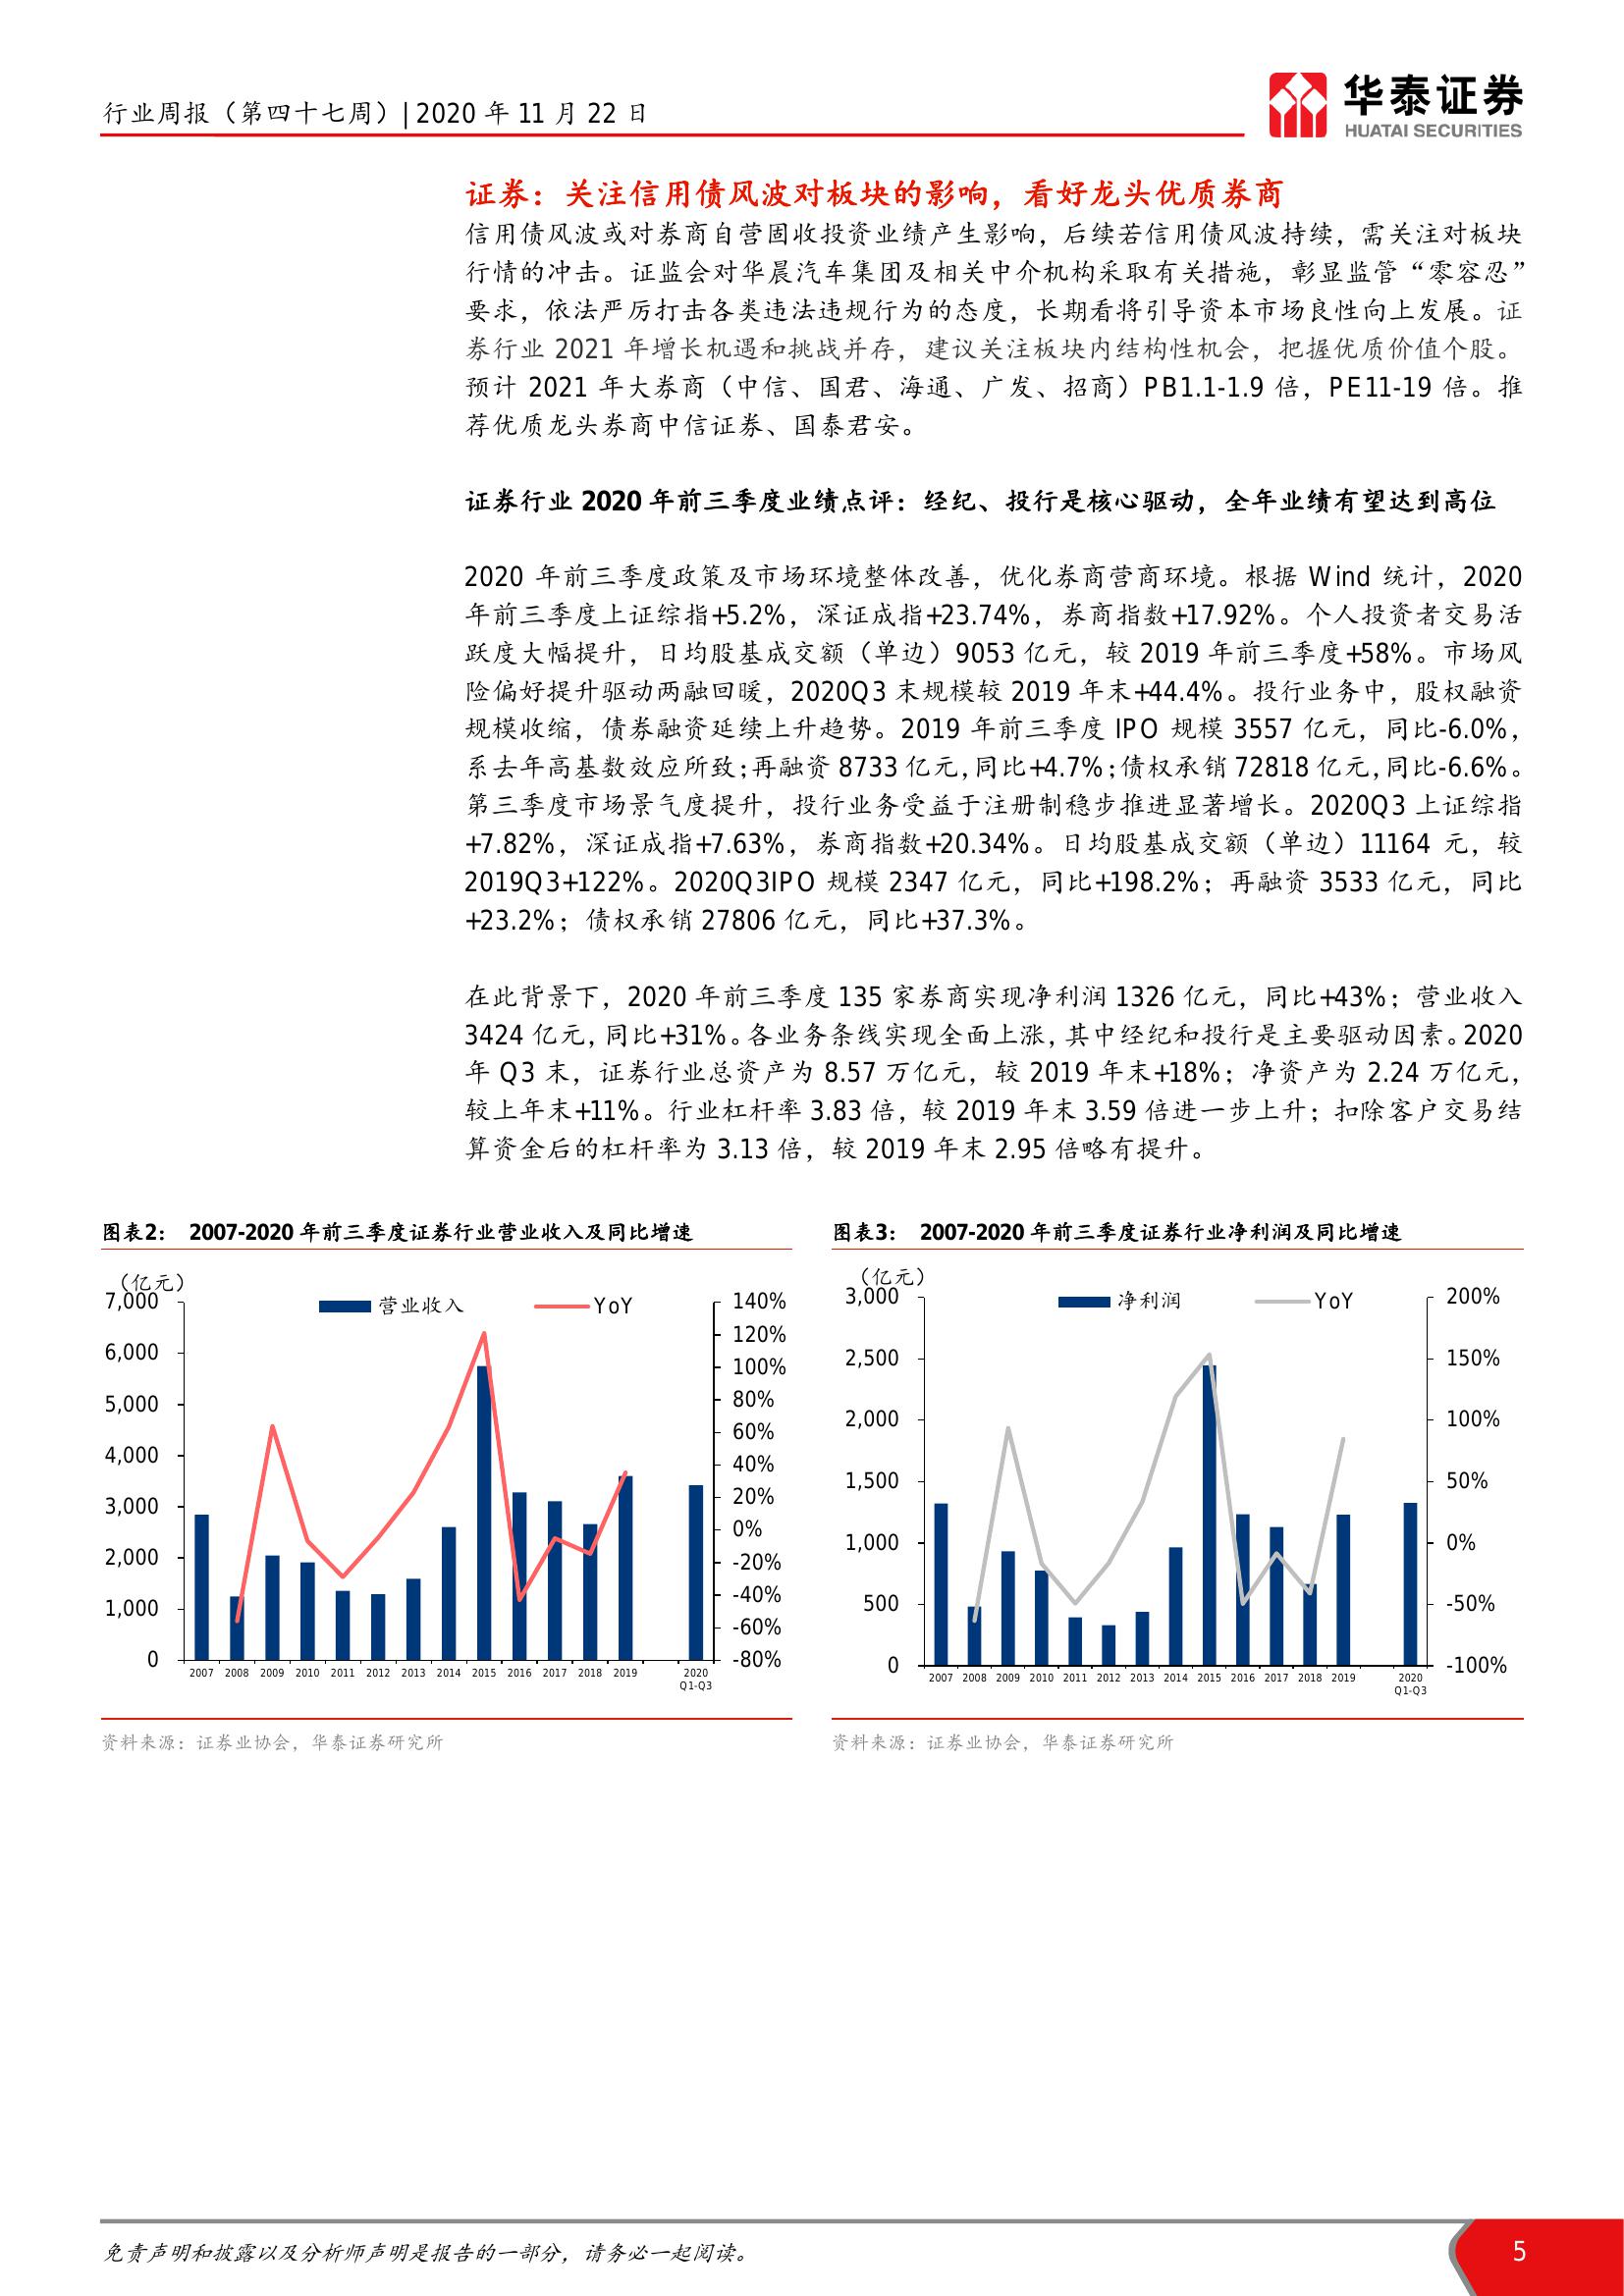 行业周报（第四十七周）| 2020 年 11 月 22 日
华泰证券
HUATAI SECURITIES
证券：关注信用债风波对板块的影响，看好龙头优质券商
信用债风波或对券商自营固收投资业绩产生影响，后续若信用债风波持续，需关注对板块
行情的冲击。证监会对华晨汽车集团及相关中介机构采取有关措施，彰显监管“零容忍”
要求，依法严厉打击各类违法违规行为的态度，长期看将引导资本市场良性向上发展。证
券行业 2021 年增长机遇和挑战并存，建议关注板块内结构性机会，把握优质价值个股。
预计 2021 年大券商（中信、国君、海通、广发、招商）PB1.1-1.9 倍，PE11-19 倍。推
荐优质龙头券商中信证券、国泰君安。
证券行业 2020 年前三季度业绩点评：经纪、投行是核心驱动，全年业绩有望达到高位
2020 年前三季度政策及市场环境整体改善，优化券商营商环境。根据 Wind 统计，2020
年前三季度上证综指+5.2%，深证成指+23.74%，券商指数+17.92%。个人投资者交易活
跃度大幅提升，日均股基成交额（单边）9053 亿元，较 2019 年前三季度+58%。市场风
险偏好提升驱动两融回暖，2020Q3 末规模较 2019 年末+44.4%。投行业务中，股权融资
规模收缩，债券融资延续上升趋势。2019 年前三季度 IPO 规模 3557 亿元，同比-6.0%，
系去年高基数效应所致；再融资 8733 亿元，同比+4.7%；债权承销 72818 亿元，同比-6.6%。
第三季度市场景气度提升，投行业务受益于注册制稳步推进显著增长。2020Q3 上证综指
+7.82%，深证成指+7.63%，券商指数+20.34%。日均股基成交额（单边）11164 元，较
2019Q3+122%。2020Q3IPO 规模 2347 亿元，同比+198.2%；再融资 3533 亿元，同比
+23.2%；债权承销 27806 亿元，同比+37.3%。
在此背景下，2020 年前三季度 135 家券商实现净利润 1326 亿元，同比+43%；营业收入
3424 亿元，同比+31%。各业务条线实现全面上涨，其中经纪和投行是主要驱动因素。2020
年 Q3 末，证券行业总资产为 8.57 万亿元，较 2019 年末+18%；净资产为 2.24 万亿元，
较上年末+11%。行业杠杆率 3.83 倍，较 2019 年末 3.59 倍进一步上升；扣除客户交易结
算资金后的杠杆率为 3.13 倍，较 2019 年末 2.95 倍略有提升。
图表2： 2007-2020 年前三季度证券行业营业收入及同比增速
（亿元）
营业收入 YoY
7,000
6,000
5,000
4,000
3,000
2,000
1,000
0
140%
120%
100%
80%
60%
40%
20%
0%
-20%
-40%
-60%
-80%
2007 2008 2009 2010 2011 2012 2013 2014 2015 2016 2017 2018 2019 2020
Q1-Q3
资料来源：证券业协会，华泰证券研究所
图表3： 2007-2020 年前三季度证券行业净利润及同比增速
（亿元）
净利润 YoY
3,000
2,500
2,000
1,500
1,000
500
0
200%
150%
100%
50%
0%
-50%
-100%
2007 2008 2009 2010 2011 2012 2013 2014 2015 2016 2017 2018 2019 2020
Q1-Q3
资料来源：证券业协会，华泰证券研究所
免责声明和披露以及分析师声明是报告的一部分，请务必一起阅读。
5